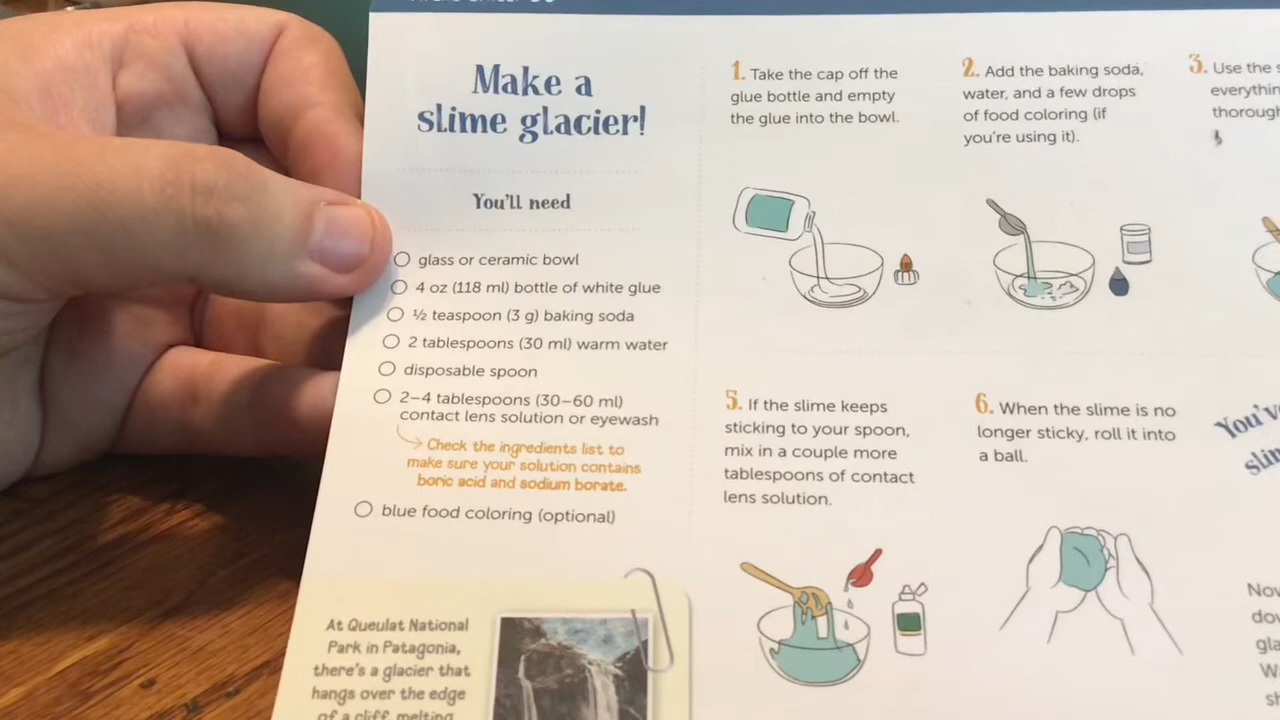 Make a
slime glacier!
You'll need
glass or ceramic bowl
4 oz (118 ml) bottle of white glue
½ teaspoon (3 g) baking soda
2 tablespoons (30 ml) warm water
disposable spoon
2–4 tablespoons (30–60 ml)
contact lens solution or eyewash
Check the ingredients list to
make sure your solution contains
boric acid and sodium borate.
blue food coloring (optional)
At Queulat National
Park in Patagonia,
there's a glacier that
hangs over the edge
of a cliff, melting
1. Take the cap off the
glue bottle and empty
the glue into the bowl.
2. Add the baking soda,
water, and a few drops
of food coloring (if
you're using it).
3. Use the
5. If the slime keeps
sticking to your spoon,
mix in a couple more
tablespoons of contact
lens solution.
6. When the slime is no
longer sticky, roll it into
a ball.